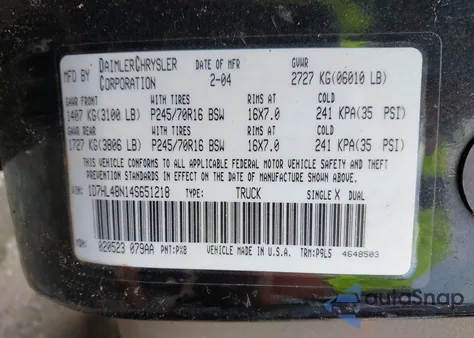 MFD BY DAIMLERCHRYSLER CORPORATION DATE OF MFR 2-04 GVWR 2727 KG(06010 LB)
GAWR FRONT WITH TIRES RIMS AT COLD
1407 KG(3100 LB) P245/70R16 BSW 16X7.0 241 KPA(35 PSI)
GAWR REAR WITH TIRES RIMS AT COLD
1727 KG(3806 LB) P245/70R16 BSW 16X7.0 241 KPA(35 PSI)
THIS VEHICLE CONFORMS TO ALL APPLICABLE FEDERAL MOTOR VEHICLE SAFETY AND
THEFT PREVENTION STANDARDS IN EFFECT ON THE DATE OF MANUFACTURE SHOWN ABOVE.
VIN: 1D7HL48N14S651218 TYPE: TRUCK SINGLE X DUAL
MDH: 020523 079AA PNT:PX8 VEHICLE MADE IN U.S.A. TRM:P9L5 4648503
autoSnap